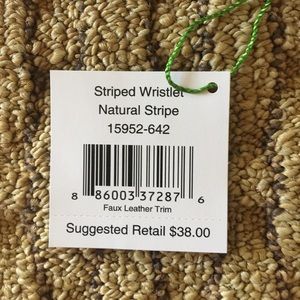 Striped Wristlet
Natural Stripe
15952-642
8 86003 37287 6
Faux Leather Trim
Suggested Retail $38.00